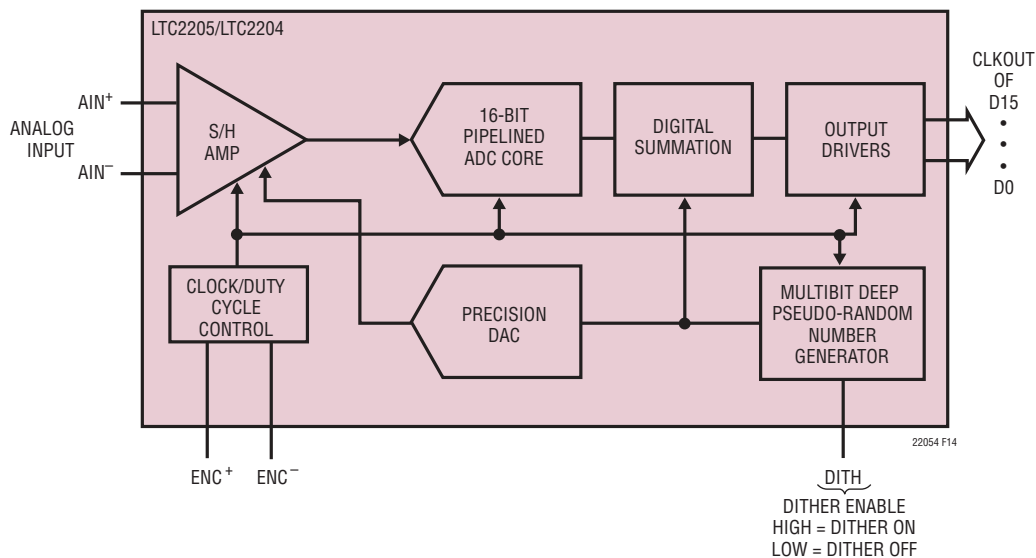 LTC2205/LTC2204
AIN+
ANALOG
INPUT
AIN−
S/H
AMP
16-BIT
PIPELINED
ADC CORE
DIGITAL
SUMMATION
OUTPUT
DRIVERS
CLKOUT
OF
D15
•
•
•
D0
CLOCK/DUTY
CYCLE
CONTROL
PRECISION
DAC
MULTIBIT DEEP
PSEUDO-RANDOM
NUMBER
GENERATOR
22054 F14
ENC+
ENC−
DITH
DITHER ENABLE
HIGH = DITHER ON
LOW = DITHER OFF